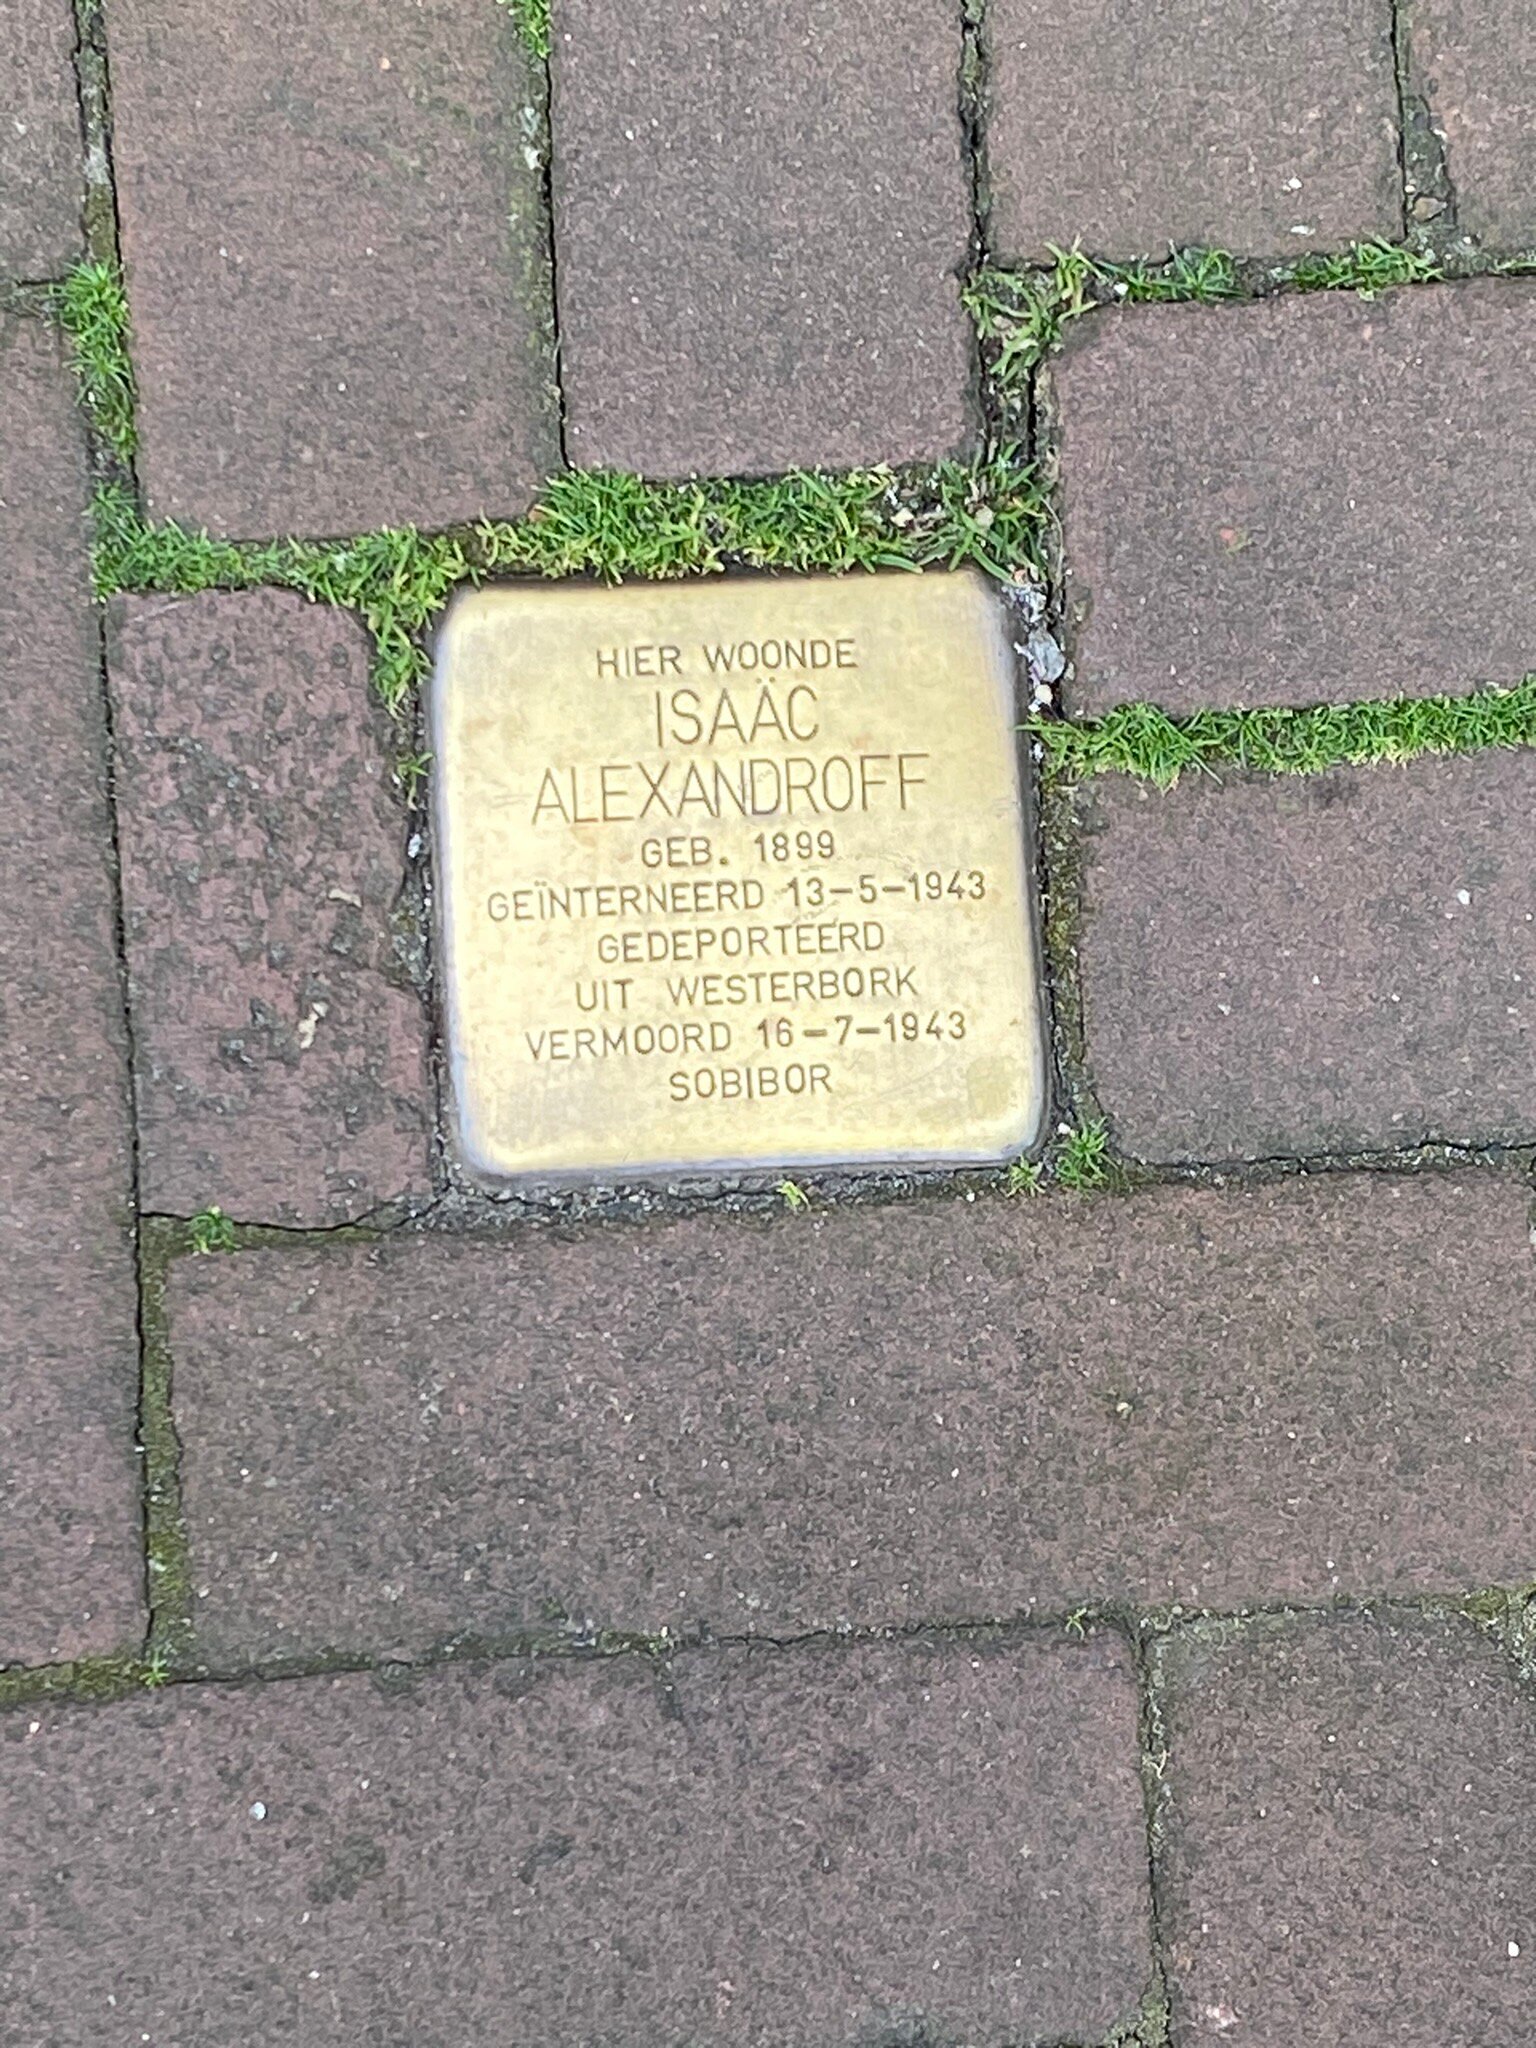 HIER WOONDE
ISAÄC
ALEXANDROFF
GEB. 1899
GEÏNTERNEERD 13-5-1943
GEDEPORTEERD
UIT WESTERBORK
VERMOORD 16-7-1943
SOBIBOR